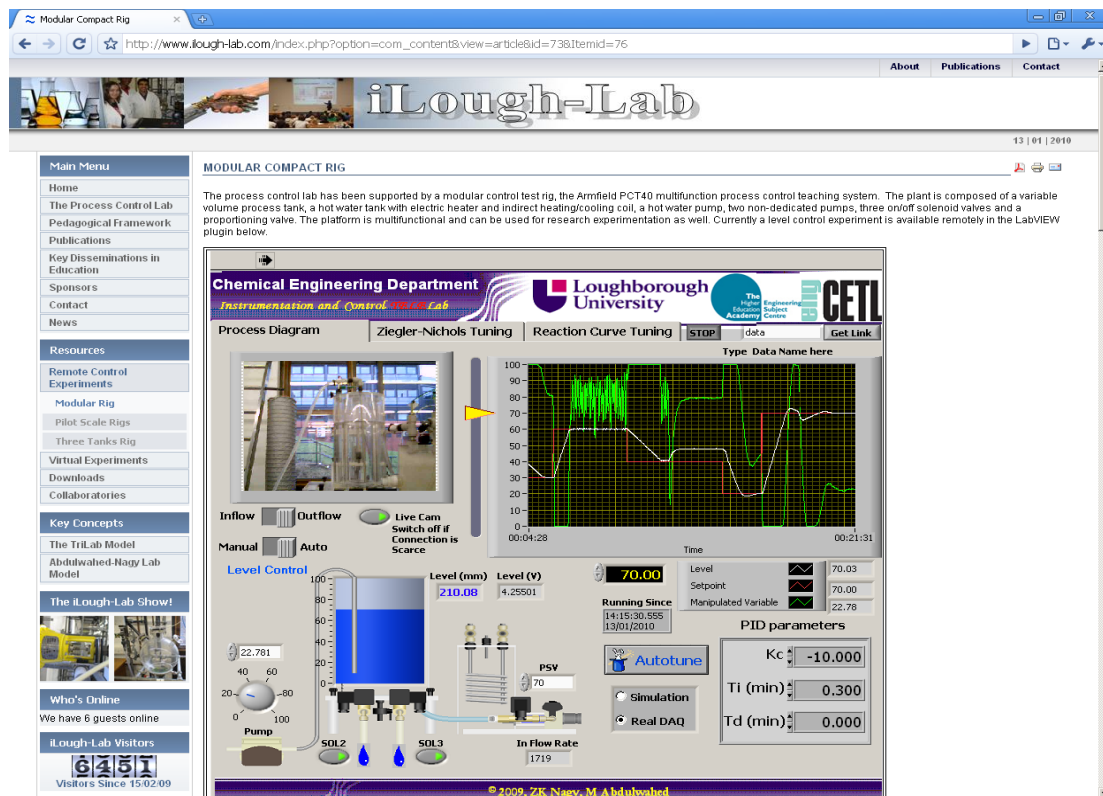 Modular Compact Rig
http://www.ilough-lab.com/index.php?option=com_content&view=article&id=73&Itemid=76
About Publications Contact
iLough-Lab
13 | 01 | 2010
Main Menu
Home
The Process Control Lab
Pedagogical Framework
Publications
Key Disseminations in
Education
Sponsors
Contact
News
Resources
Remote Control
Experiments
Modular Rig
Pilot Scale Rigs
Three Tanks Rig
Virtual Experiments
Downloads
Collaboratories
Key Concepts
The TriLab Model
Abdulwahed-Nagy Lab
Model
The iLough-Lab Show!
Who's Online
We have 6 guests online
iLough-Lab Visitors
6451
Visitors Since 15/02/09
MODULAR COMPACT RIG
The process control lab has been supported by a modular control test rig, the Armfield PCT40 multifunction process control teaching system. The plant is composed of a variable
volume process tank, a hot water tank with electric heater and indirect heating/cooling coil, a hot water pump, two non-dedicated pumps, three on/off solenoid valves and a
proportioning valve. The platform is multifunctional and can be used for research experimentation as well. Currently a level control experiment is available remotely in the LabVIEW
plugin below.
Chemical Engineering Department
Instrumentation and Control Lab
Loughborough
University
The
Higher
Education
Academy
Engineering
Subject
Centre
CETL
Process Diagram
Ziegler-Nichols Tuning
Reaction Curve Tuning
STOP
data
Get Link
Type Data Name here
100
90
80
70
60
50
40
30
20
10
0
00:04:28
00:21:31
Time
Inflow Outflow
Manual Auto
Live Cam
Switch off if
Connection is
Scarce
Level Control
100
80
60
40
20
0
Level (mm) Level (V)
210.08 4.25501
22.781
40 60
20 80
0 100
Pump
SOL2
SOL3
PSV
70
In Flow Rate
1719
70.00
Running Since
14:15:30.555
13/01/2010
Autotune
Simulation
Real DAQ
Level 70.03
Setpoint 70.00
Manipulated Variable 22.78
PID parameters
Kc -10.000
Ti (min) 0.300
Td (min) 0.000
© 2009, ZK Nagy, M Abdulwahed